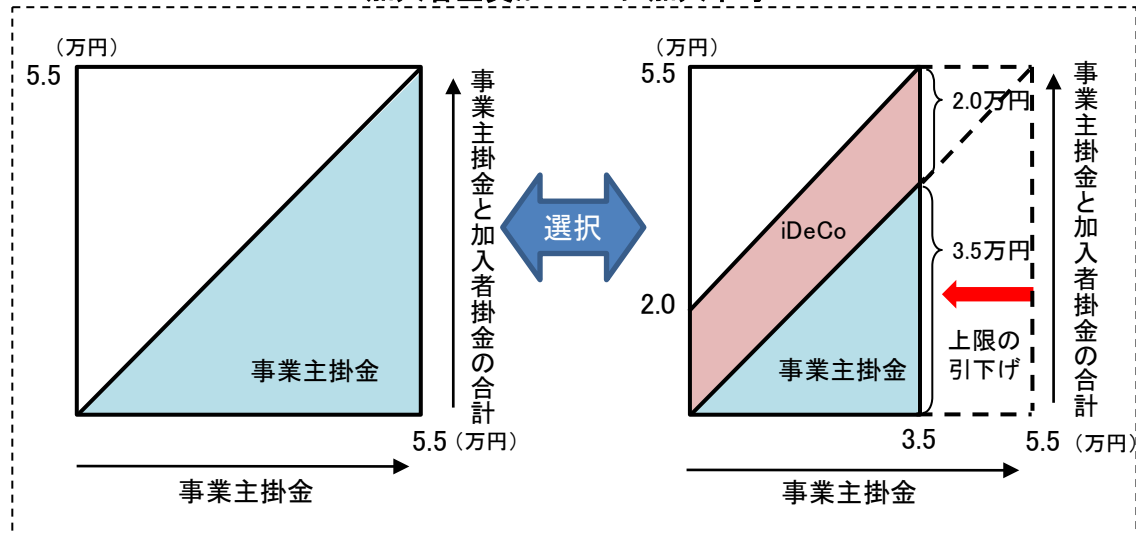 （万円）
5.5
事業主掛金と加入者掛金の合計
事業主掛金
5.5（万円）
事業主掛金
選択
（万円）
5.5
2.0万円
iDeCo
3.5万円
2.0
上限の
引下げ
事業主掛金
事業主掛金と加入者掛金の合計
3.5
5.5（万円）
事業主掛金